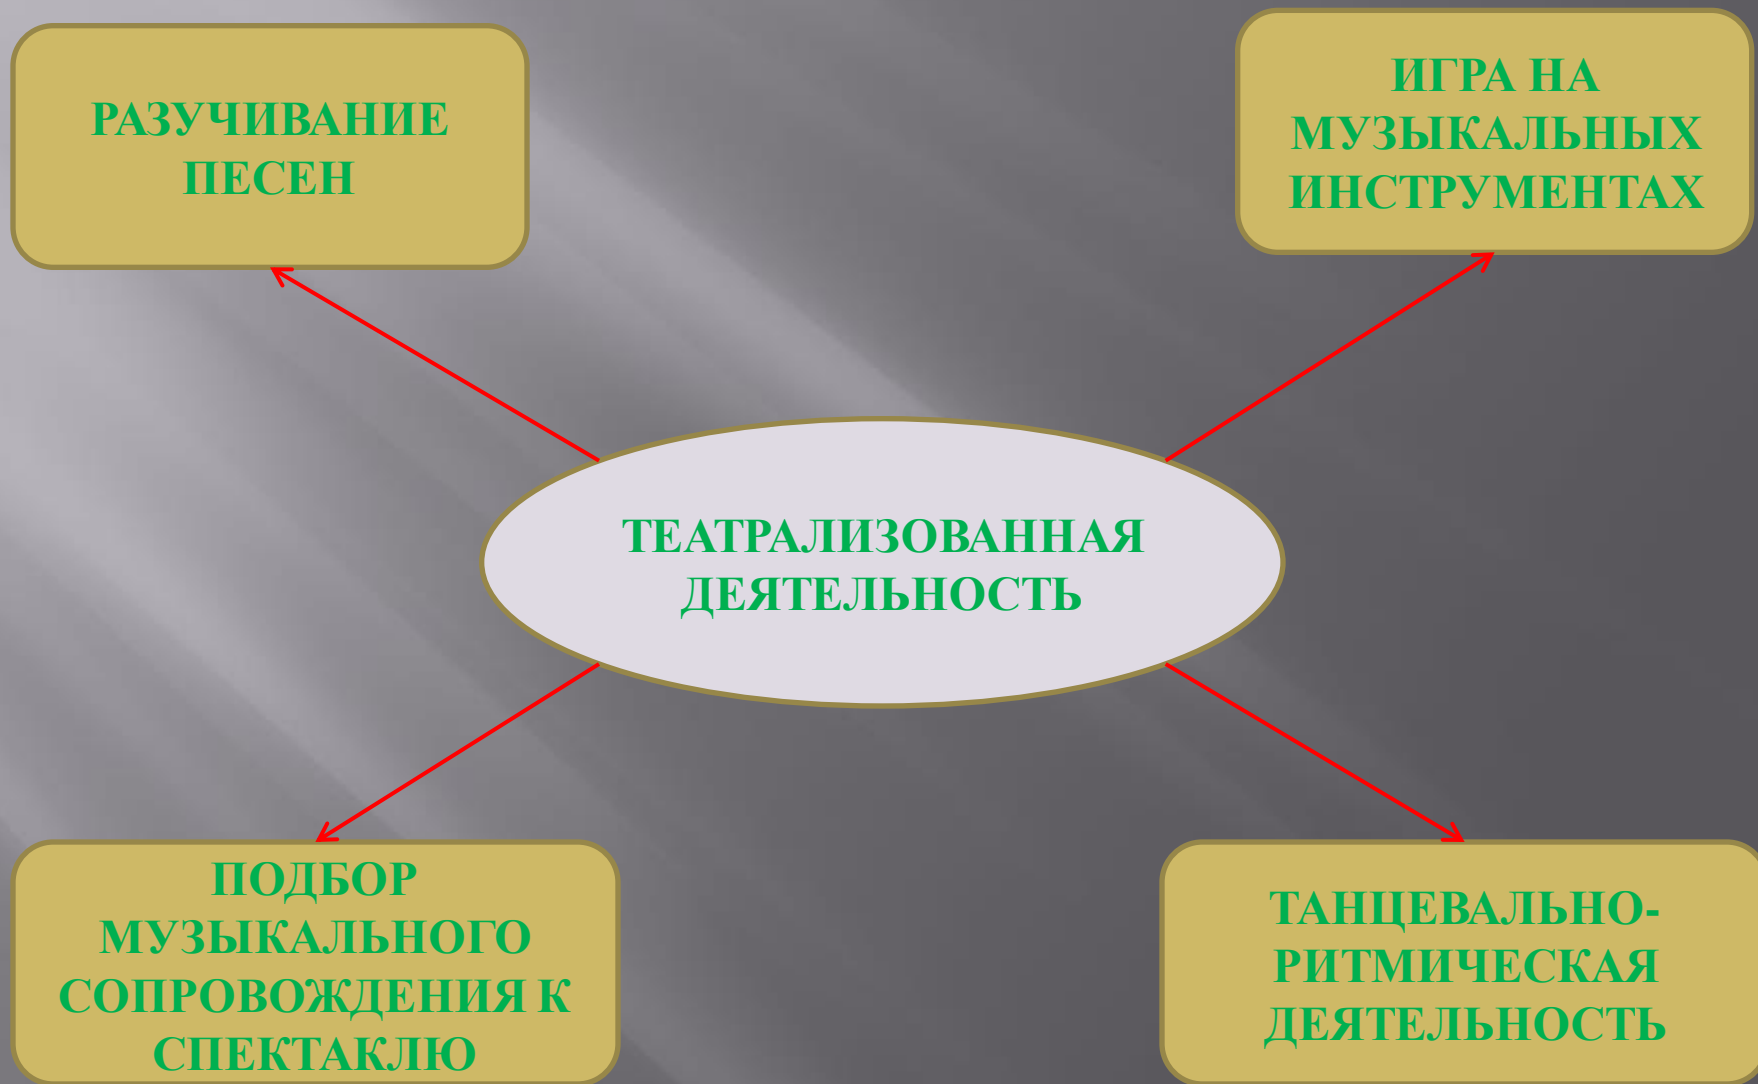 РАЗУЧИВАНИЕ
ПЕСЕН
ИГРА НА
МУЗЫКАЛЬНЫХ
ИНСТРУМЕНТАХ
ТЕАТРАЛИЗОВАННАЯ
ДЕЯТЕЛЬНОСТЬ
ПОДБОР
МУЗЫКАЛЬНОГО
СОПРОВОЖДЕНИЯ К
СПЕКТАКЛЮ
ТАНЦЕВАЛЬНО-
РИТМИЧЕСКАЯ
ДЕЯТЕЛЬНОСТЬ